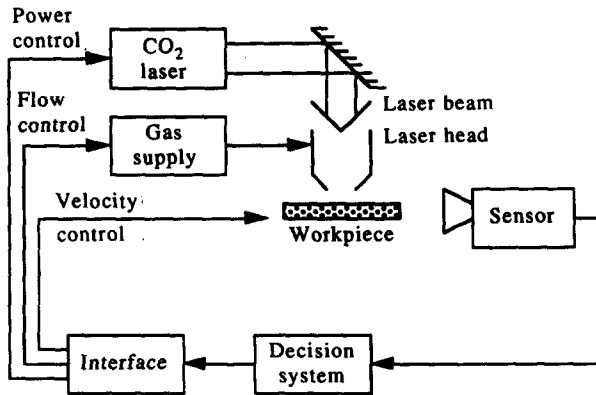 Power
control
CO₂
laser
Laser beam
Flow
control
Gas
supply
Laser head
Velocity
control
Workpiece
Sensor
Interface
Decision
system